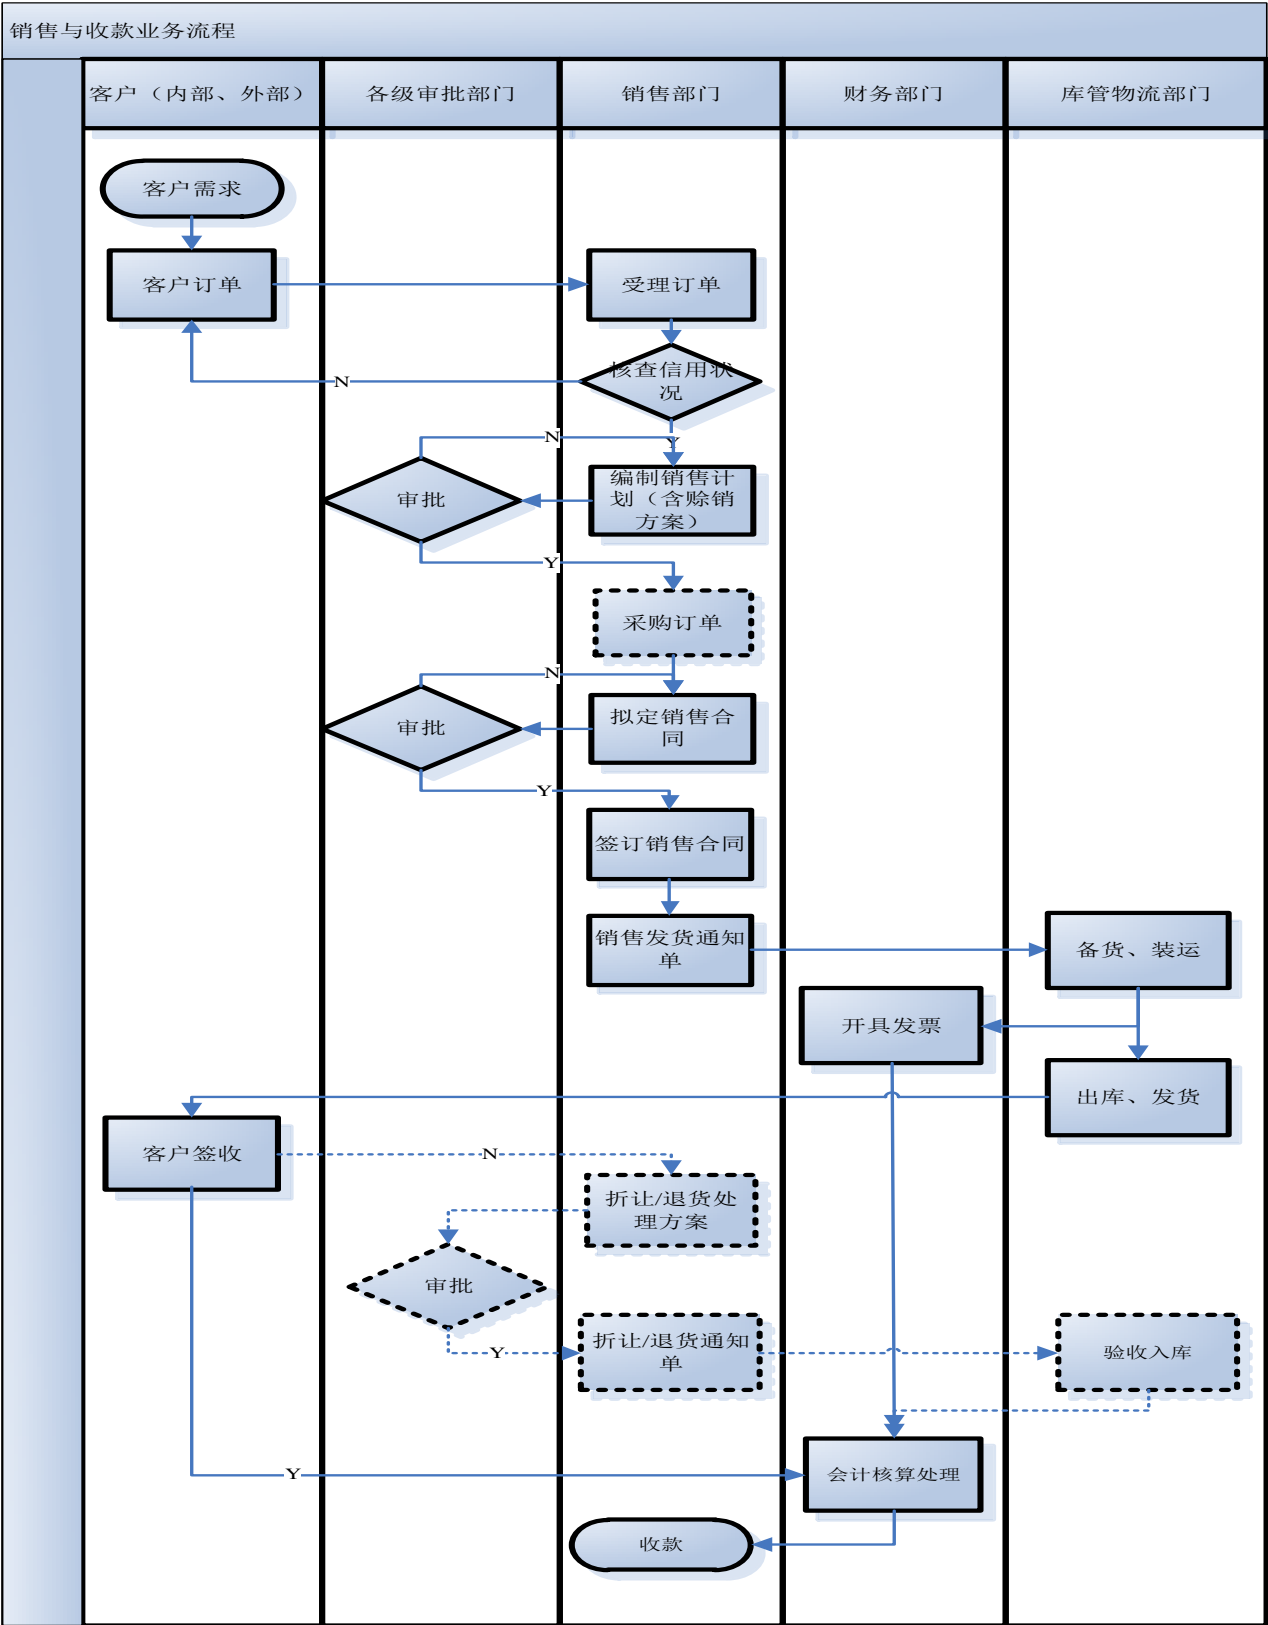 销售与收款业务流程
客户（内部、外部）
各级审批部门
销售部门
财务部门
库管物流部门
客户需求
客户订单
受理订单
核查信用状
况
N
N
Y
编制销售计
划（含赊销
方案）
审批
Y
采购订单
N
拟定销售合
同
审批
Y
签订销售合同
销售发货通知
单
备货、装运
开具发票
出库、发货
客户签收
N
折让/退货处
理方案
审批
Y
折让/退货通知
单
验收入库
Y
会计核算处理
收款